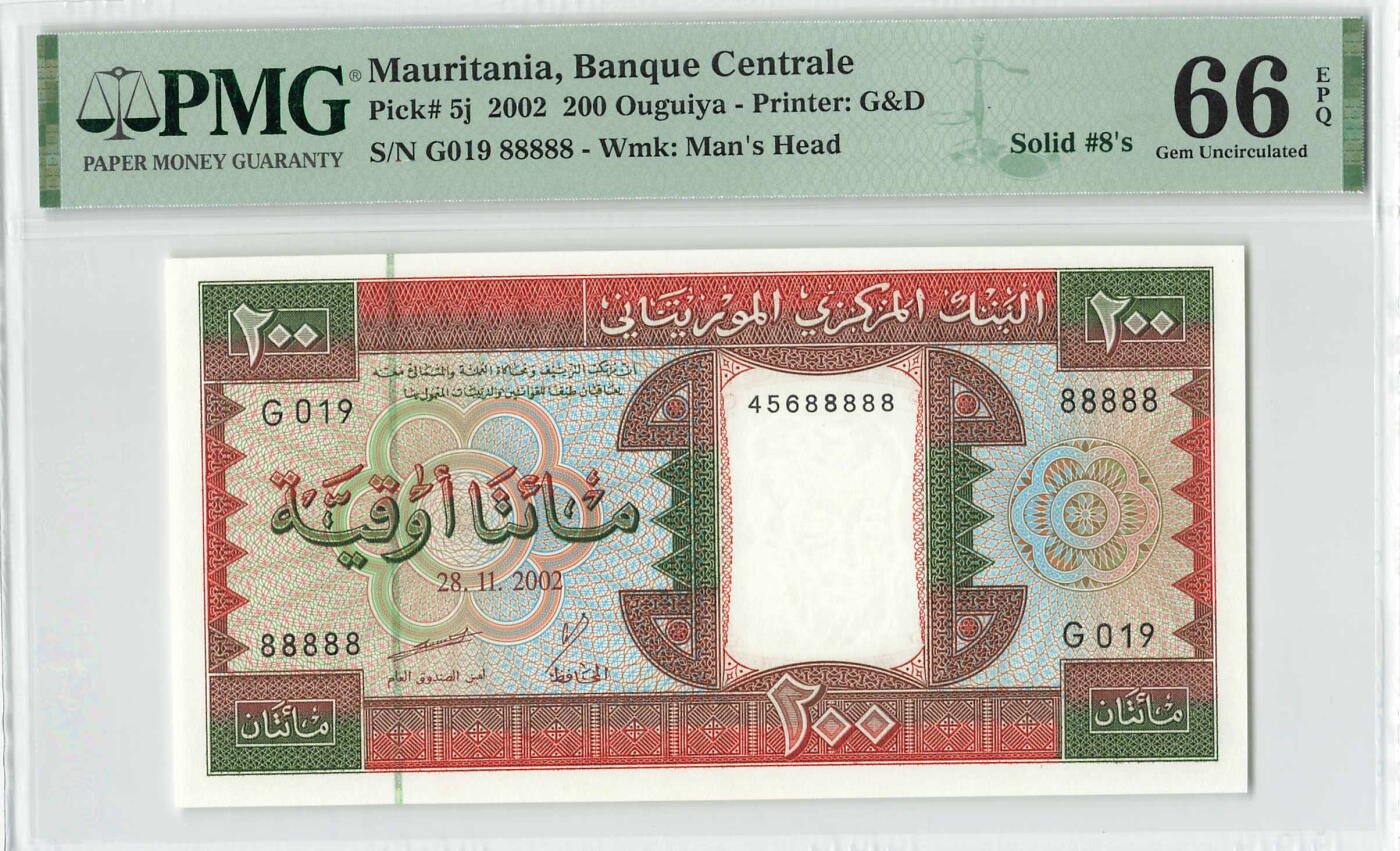 PMG®
PAPER MONEY GUARANTY
Mauritania, Banque Centrale
Pick# 5j 2002 200 Ouguiya - Printer: G&D
S/N G019 88888 - Wmk: Man's Head
Solid #8's
66
EPQ
Gem Uncirculated
٢٠٠
البَنك المركزي الموريتاني
٢٠٠
G 019
45688888
88888
مائتا أوقية
28. 11. 2002
88888
G 019
أمين الصندوق العام
المحافظ
مائتان
٢٠٠
مائتان